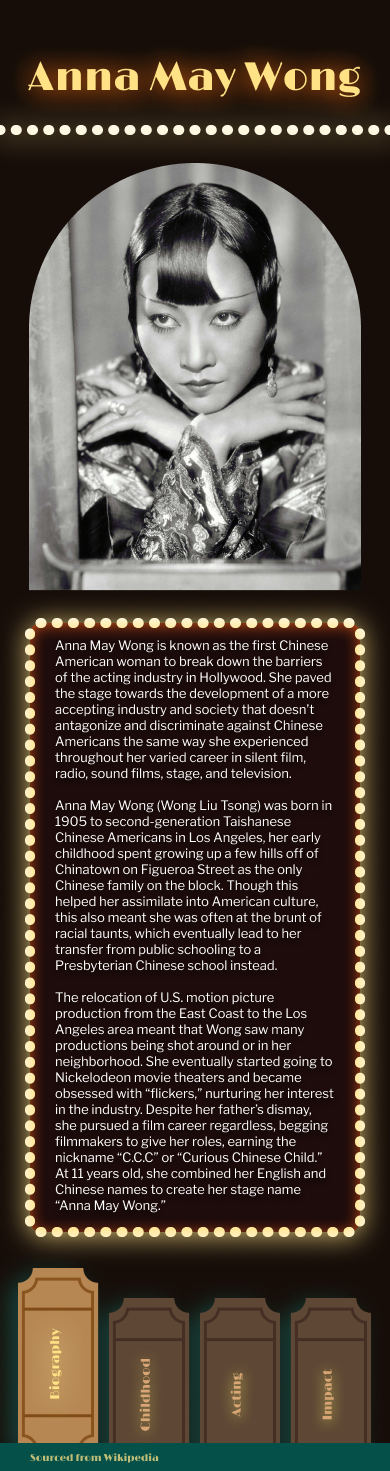 Anna May Wong
Anna May Wong is known as the first Chinese
American woman to break down the barriers
of the acting industry in Hollywood. She paved
the stage towards the development of a more
accepting industry and society that doesn't
antagonize and discriminate against Chinese
Americans the same way she experienced
throughout her varied career in silent film,
radio, sound films, stage, and television.
Anna May Wong (Wong Liu Tsong) was born in
1905 to second-generation Taishanese
Chinese Americans in Los Angeles, her early
childhood spent growing up a few hills off of
Chinatown on Figueroa Street as the only
Chinese family on the block. Though this
helped her assimilate into American culture,
this also meant she was often at the brunt of
racial taunts, which eventually lead to her
transfer from public schooling to a
Presbyterian Chinese school instead.
The relocation of U.S. motion picture
production from the East Coast to the Los
Angeles area meant that Wong saw many
productions being shot around or in her
neighborhood. She eventually started going to
Nickelodeon movie theaters and became
obsessed with “flickers,” nurturing her interest
in the industry. Despite her father's dismay,
she pursued a film career regardless, begging
filmmakers to give her roles, earning the
nickname “C.C.C” or “Curious Chinese Child.”
At 11 years old, she combined her English and
Chinese names to create her stage name
“Anna May Wong.”
Biography
Childhood
Acting
Impact
Sourced from Wikipedia